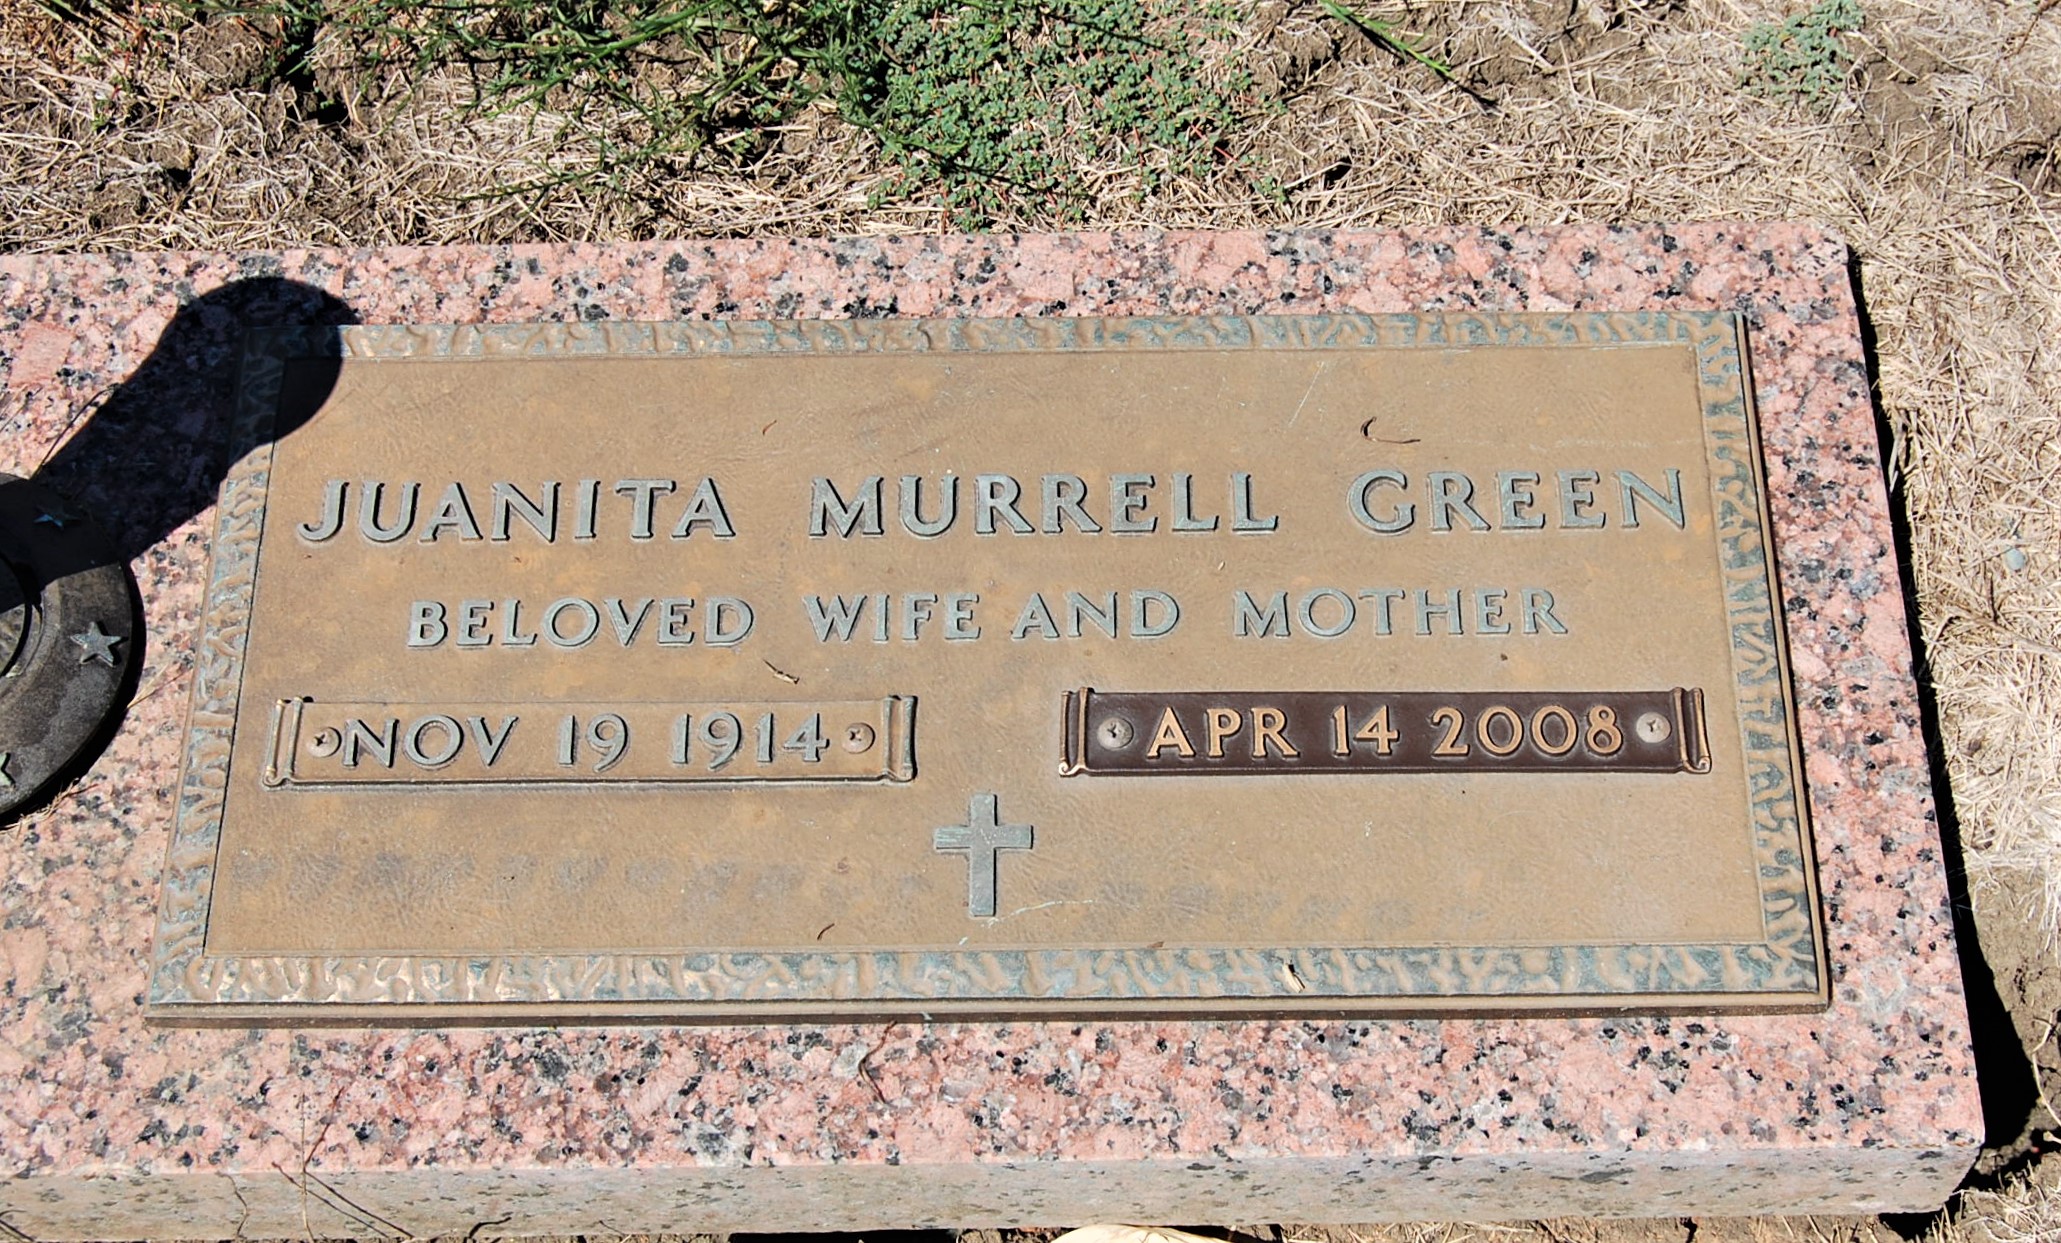 JUANITA MURRELL GREEN
BELOVED WIFE AND MOTHER
NOV 19 1914 APR 14 2008